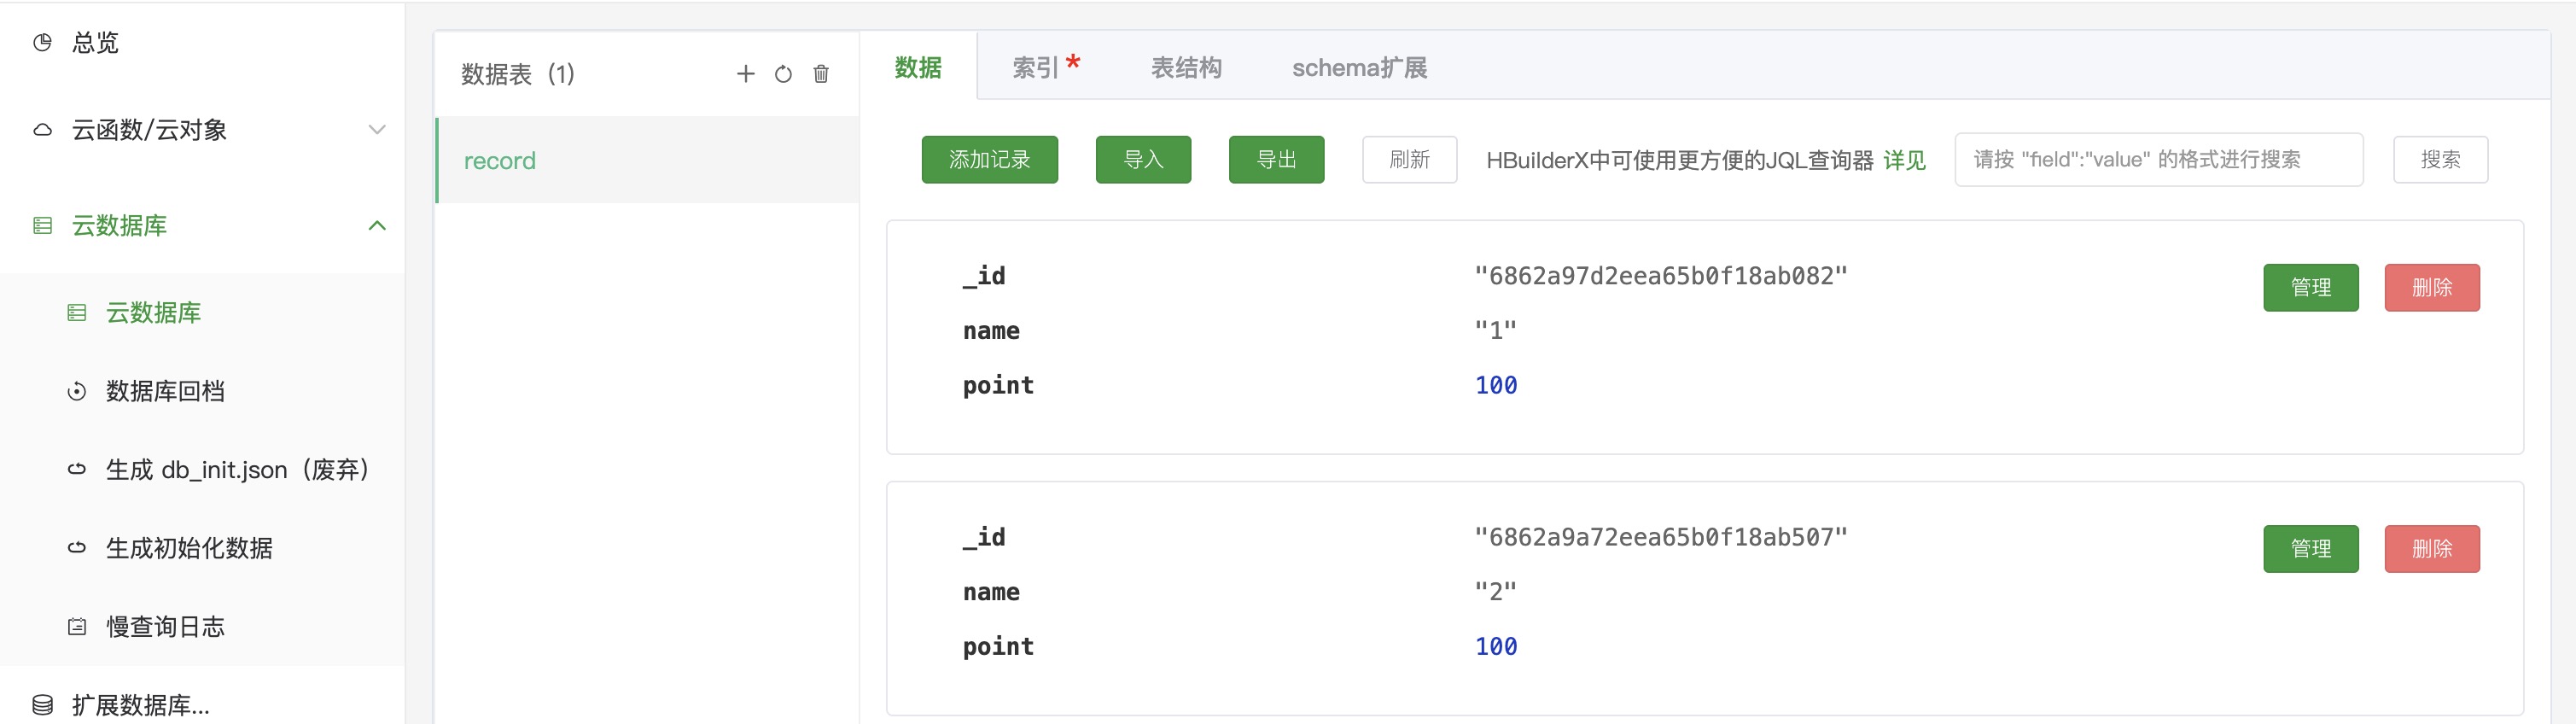 总览
云函数/云对象
云数据库
云数据库
数据库回档
生成 db_init.json（废弃）
生成初始化数据
慢查询日志
扩展数据库...
数据表 (1)
record
数据 索引 * 表结构 schema扩展
添加记录 导入 导出 刷新 HBuilderX中可使用更方便的JQL查询器 详见 请按 "field":"value" 的格式进行搜索 搜索
_id "6862a97d2eea65b0f18ab082" 管理 删除
name "1"
point 100
_id "6862a9a72eea65b0f18ab507" 管理 删除
name "2"
point 100